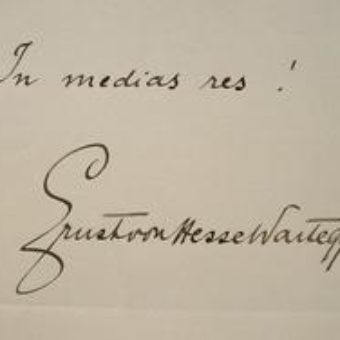 In medias res!
Ernst von Hesse Wartegg